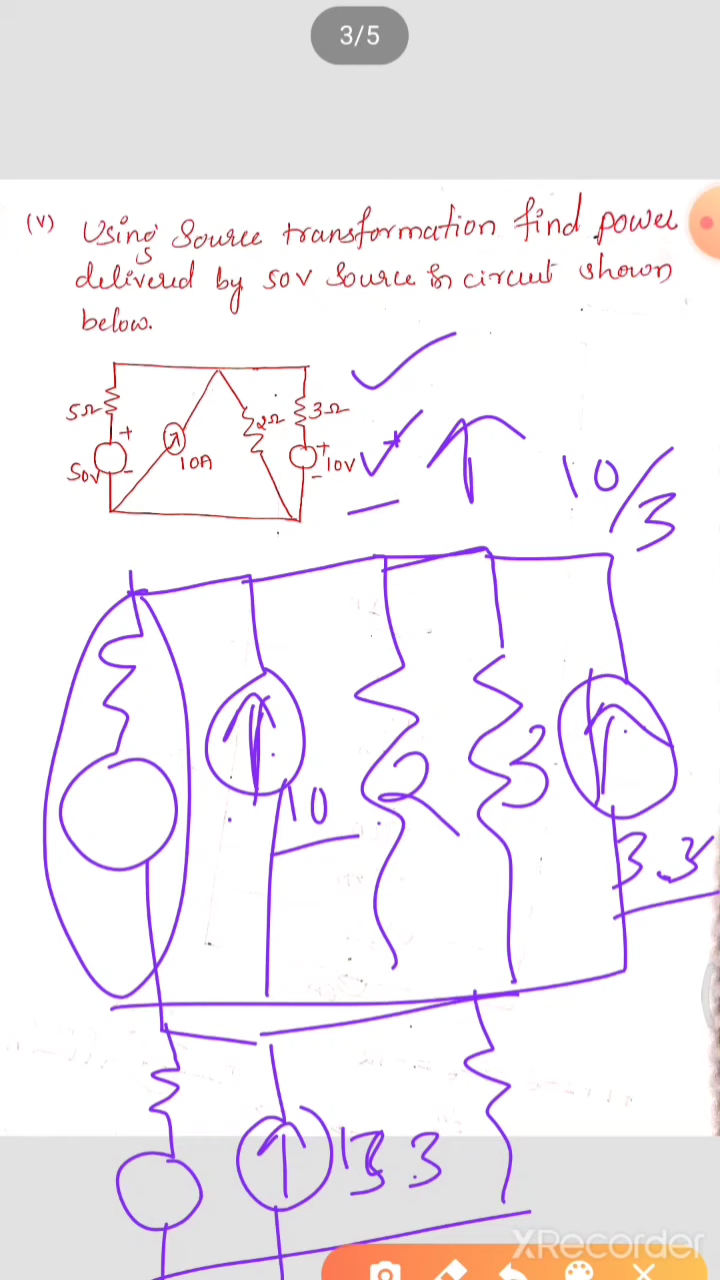 3/5
(v) Using Source transformation find power
delivered by 50V Source in circuit shown
below.
5Ω
+
-
50V
10A
2Ω
3Ω
+
-
10V
10/3
10
2
3
3.3
13.3
XRecorder